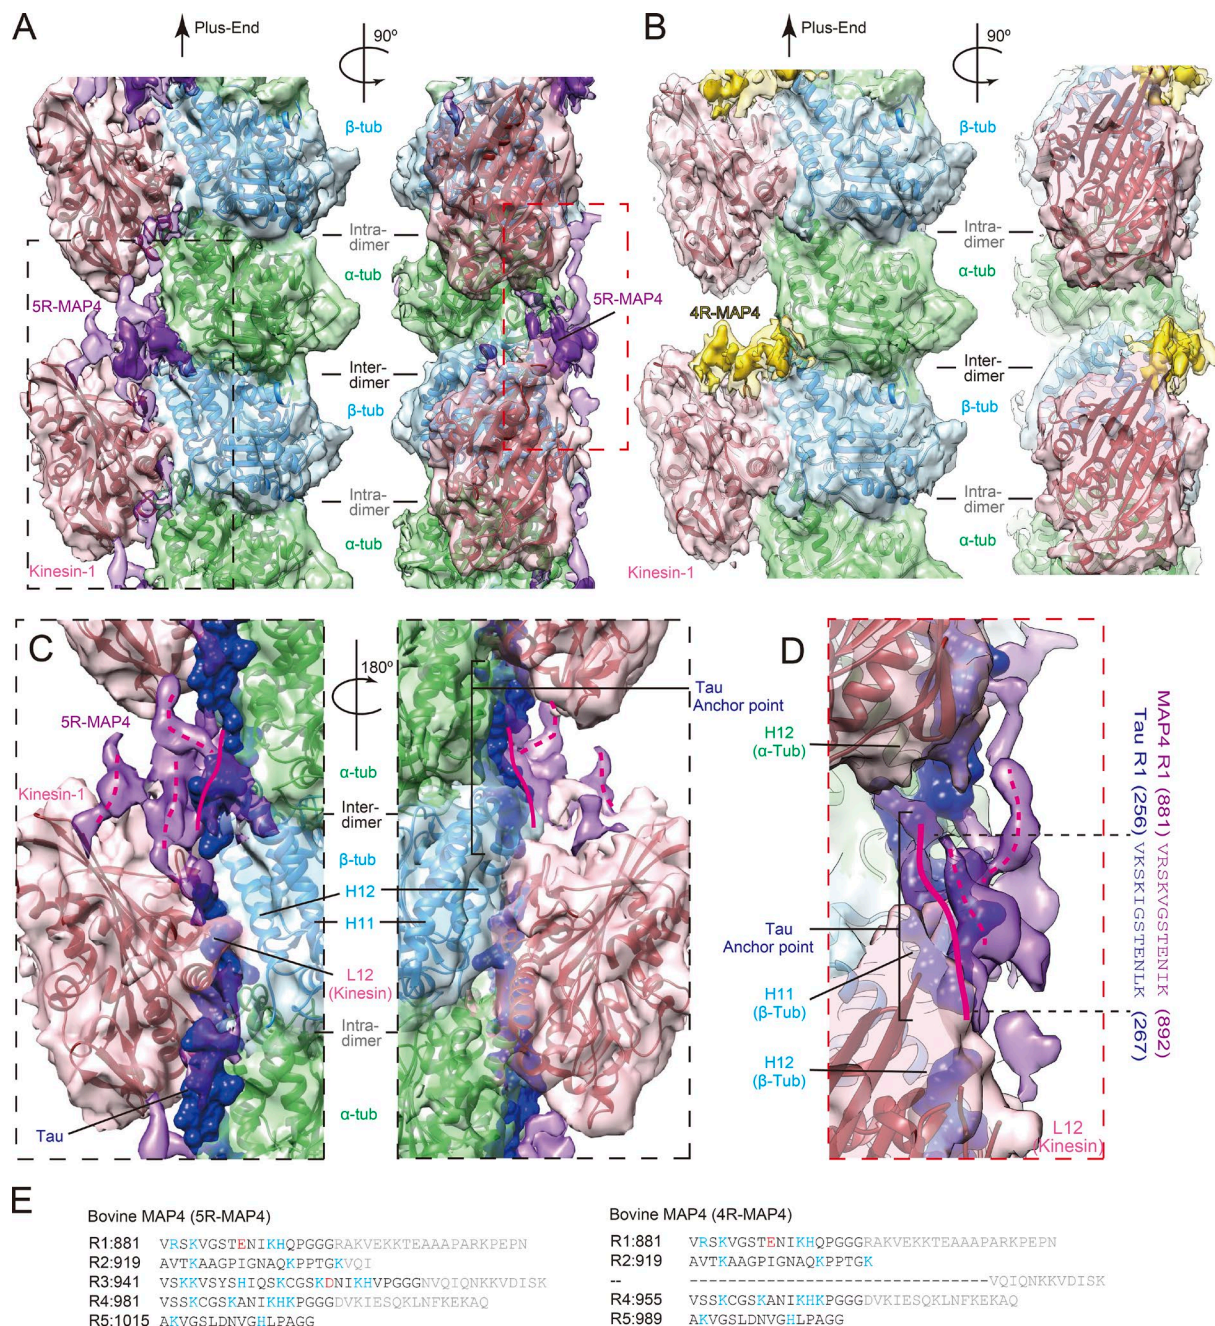 A
Plus-End
90º
β-tub
Intra-
dimer
α-tub
5R-MAP4
5R-MAP4
Inter-
dimer
β-tub
Intra-
dimer
α-tub
Kinesin-1
B
Plus-End
90º
β-tub
Intra-
dimer
α-tub
4R-MAP4
Inter-
dimer
β-tub
Intra-
dimer
α-tub
Kinesin-1
C
180º
5R-MAP4
Tau
Anchor point
α-tub
Kinesin-1
Inter-
dimer
β-tub
H12
H11
L12
(Kinesin)
Intra-
dimer
α-tub
Tau
D
H12
(α-Tub)
Tau
Anchor point
H11
(β-Tub)
H12
(β-Tub)
L12
(Kinesin)
MAP4 R1 (881) VRSKVGSTENIK (892)
Tau R1 (256) VKSKIGSTENLK (267)
E
Bovine MAP4 (5R-MAP4)
R1:881 VRSKVGSTENIKHQPGGGRAKVEKKTEAAAPARKPEPN
R2:919 AVTKAAGPIGNAQKPPTGKVQI
R3:941 VSKKVSYSHIQSKCGSKDNIKHVPGGGNVQIQNKKVDISK
R4:981 VSSKCGSKANIKHKPGGGDVKIESQKLNFKEKAQ
R5:1015 AKVGSLDNVGHLPAGG
Bovine MAP4 (4R-MAP4)
R1:881 VRSKVGSTENIKHQPGGGRAKVEKKTEAAAPARKPEPN
R2:919 AVTKAAGPIGNAQKPPTGK
-- ---------------------------VQIQNKKVDISK
R4:955 VSSKCGSKANIKHKPGGGDVKIESQKLNFKEKAQ
R5:989 AKVGSLDNVGHLPAGG